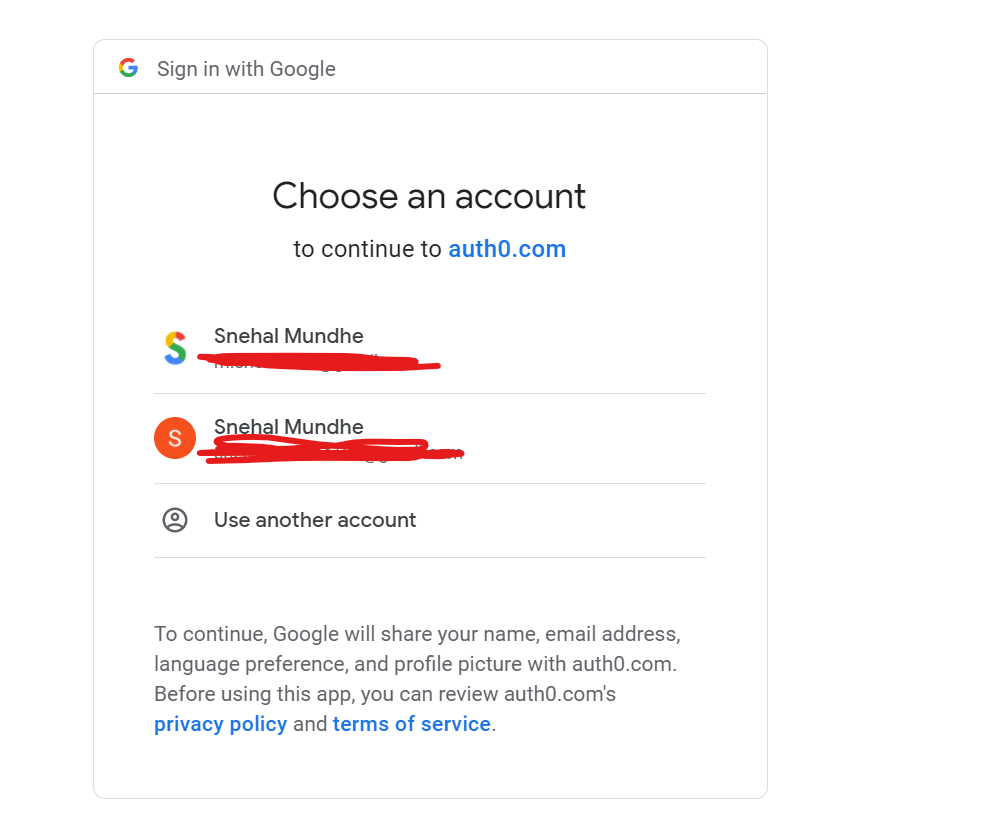 Sign in with Google
Choose an account
to continue to auth0.com
Snehal Mundhe
S
Snehal Mundhe
Use another account
To continue, Google will share your name, email address,
language preference, and profile picture with auth0.com.
Before using this app, you can review auth0.com's
privacy policy and terms of service.